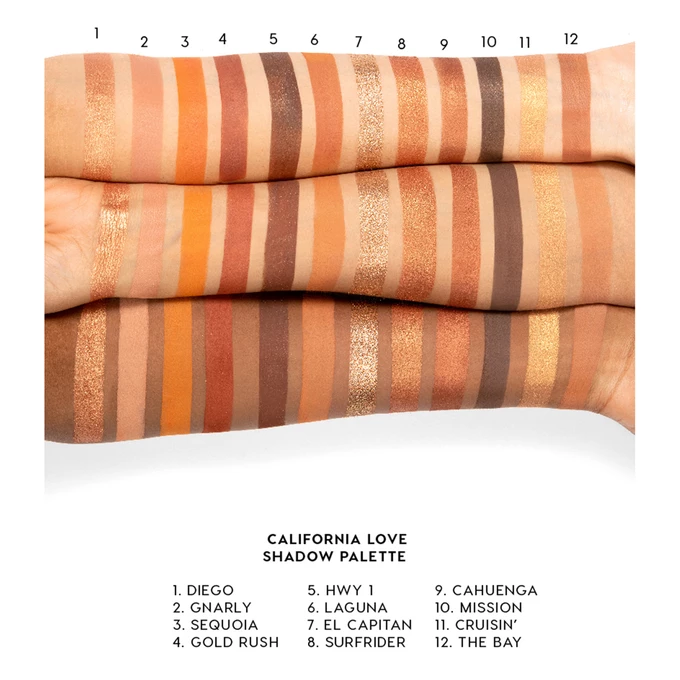 1 2 3 4 5 6 7 8 9 10 11 12
CALIFORNIA LOVE
SHADOW PALETTE
1. DIEGO
2. GNARLY
3. SEQUOIA
4. GOLD RUSH
5. HWY 1
6. LAGUNA
7. EL CAPITAN
8. SURFRIDER
9. CAHUENGA
10. MISSION
11. CRUISIN'
12. THE BAY